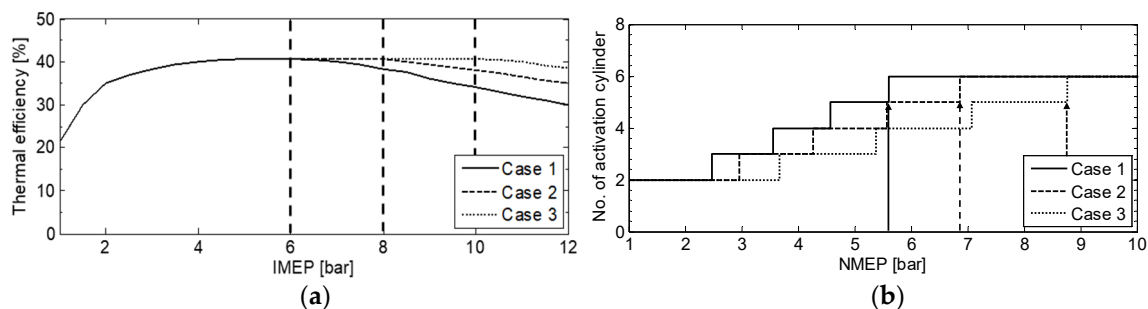 50
40
30
20
10
0
Thermal efficiency [%]
2 4 6 8 10 12
IMEP [bar]
Case 1
Case 2
Case 3
(a)
8
6
4
2
0
No. of activation cylinder
1 2 3 4 5 6 7 8 9 10
NMEP [bar]
Case 1
Case 2
Case 3
(b)